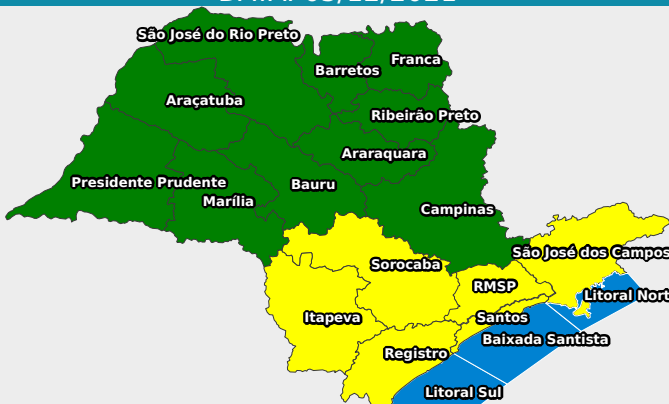 São José do Rio Preto
Franca
Barretos
Araçatuba
Ribeirão Preto
Araraquara
Presidente Prudente
Bauru
Marília
Campinas
São José dos Campos
Sorocaba
RMSP
Litoral Nort
Itapeva
Santos
Baixada Santista
Registro
Litoral Sul